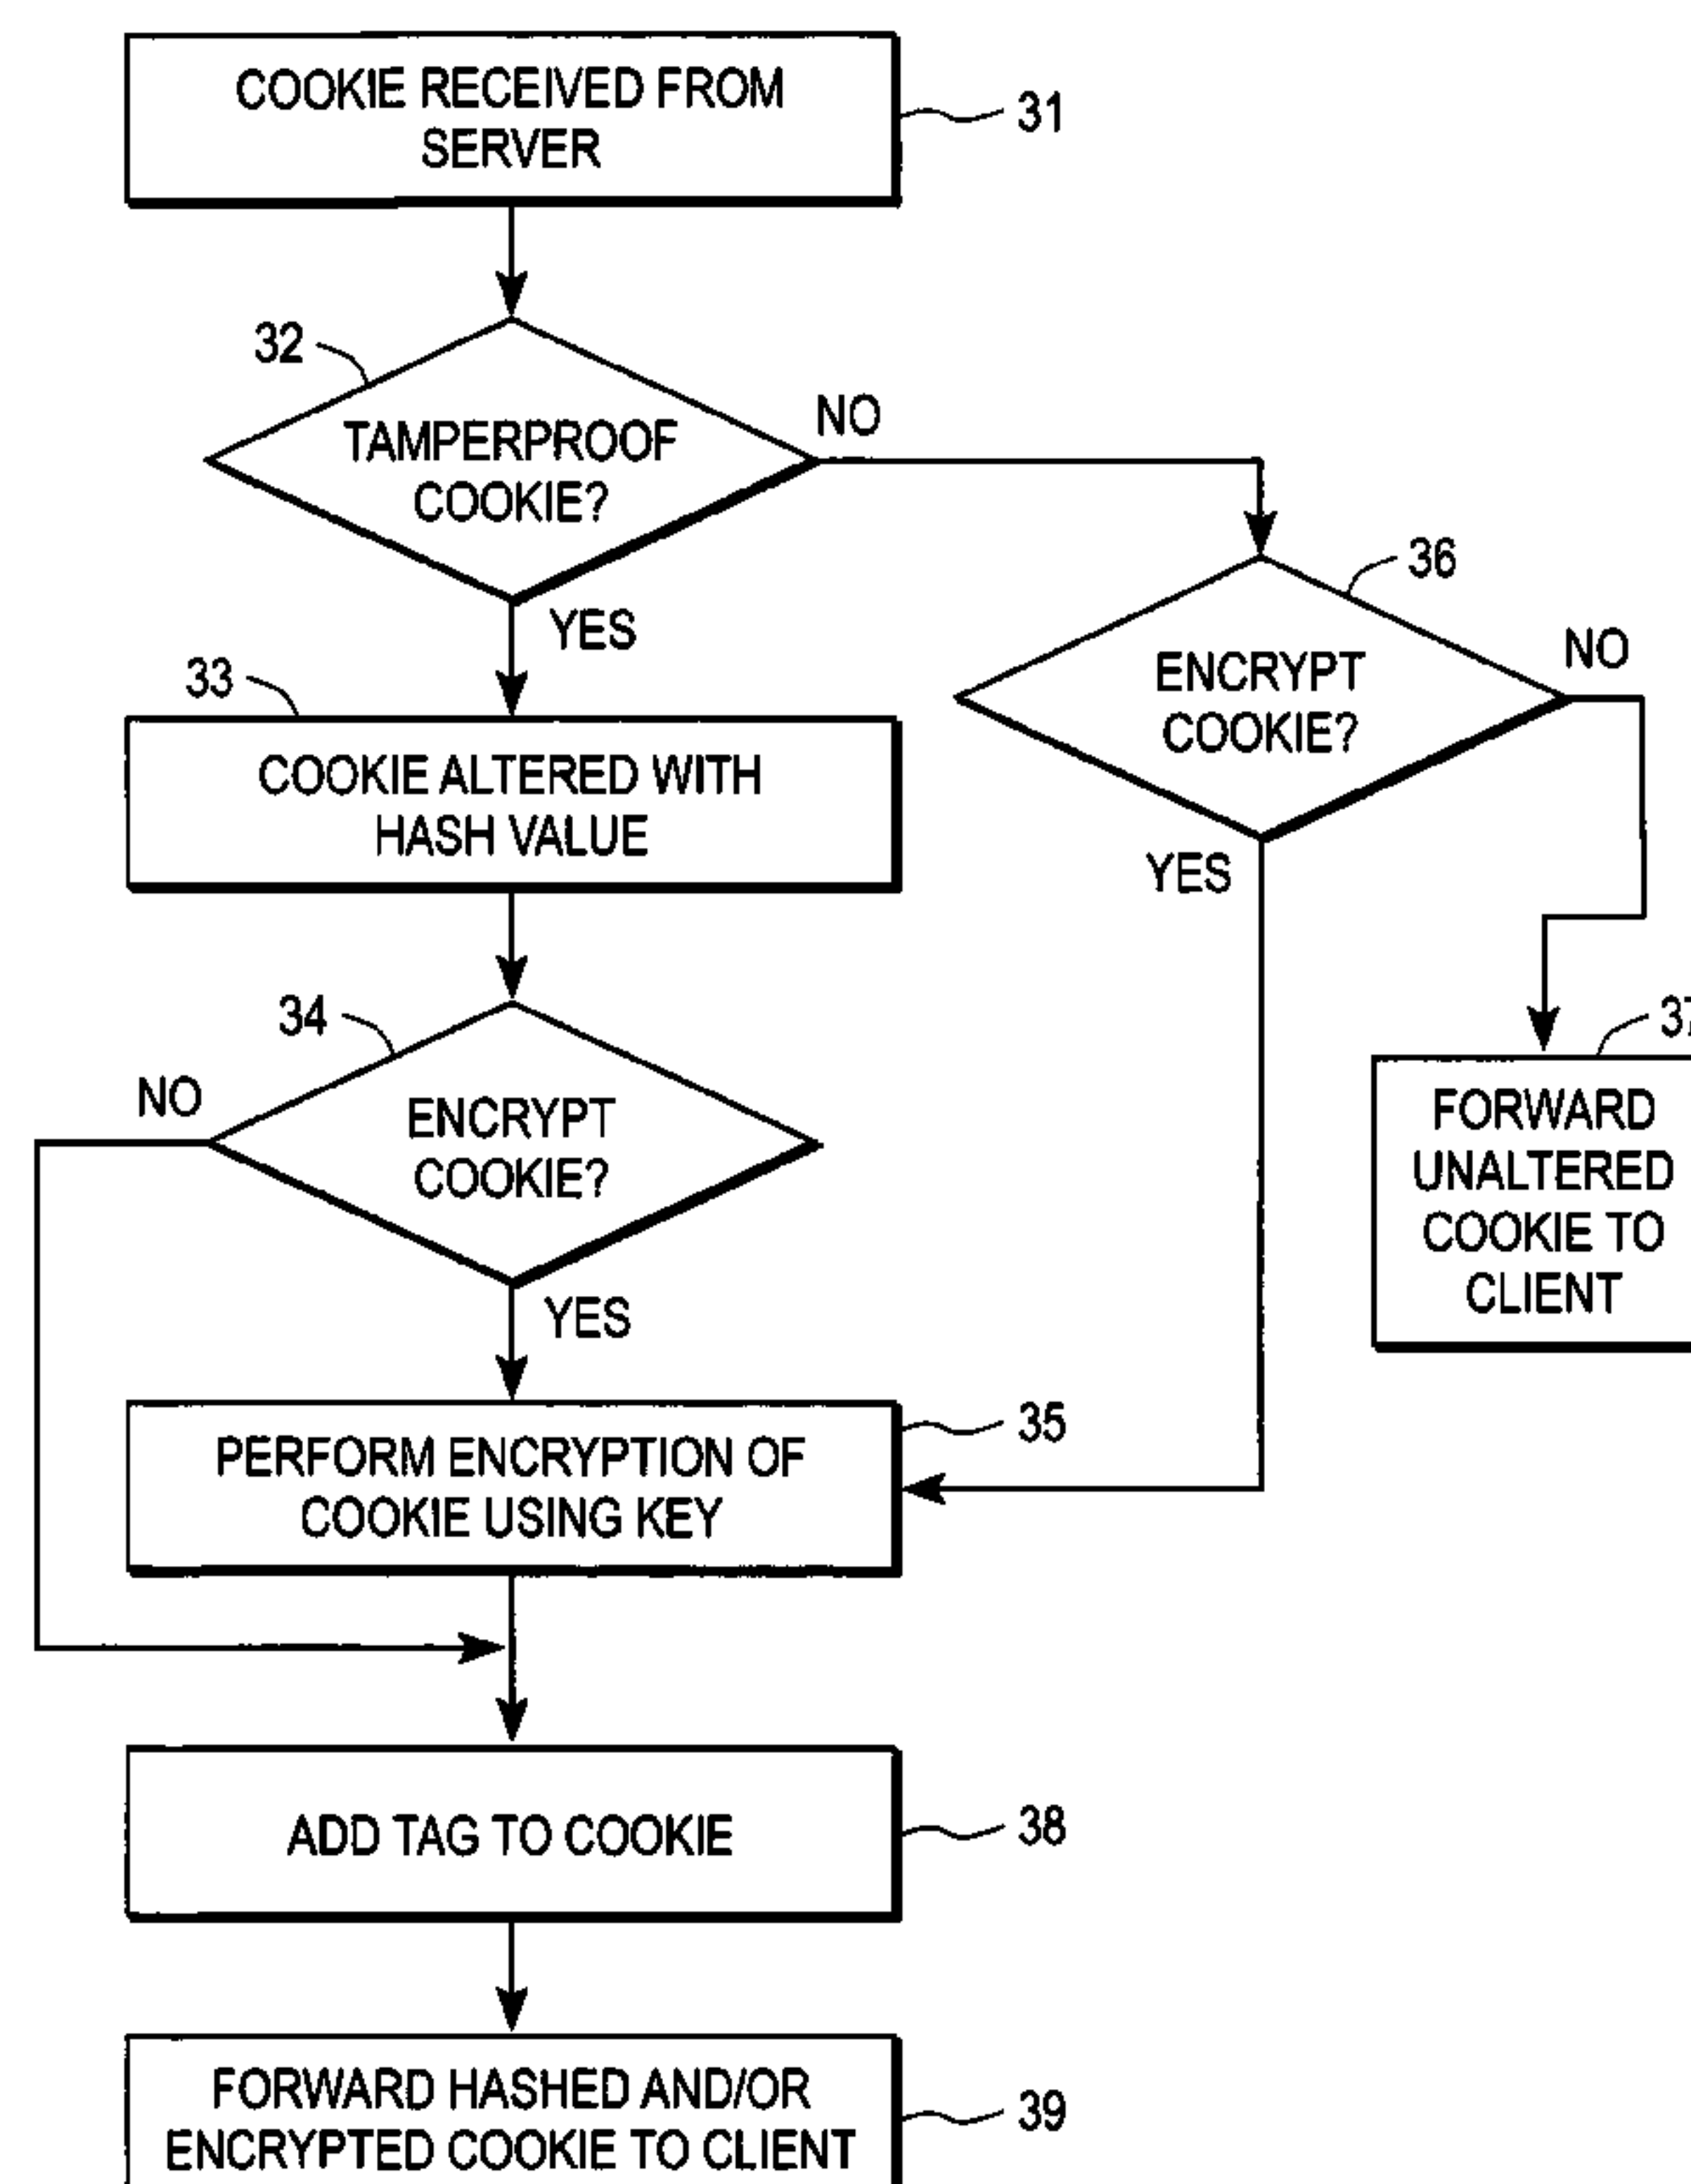 COOKIE RECEIVED FROM
SERVER
31
32
TAMPERPROOF
COOKIE?
NO
YES
36
ENCRYPT
COOKIE?
NO
YES
33
COOKIE ALTERED WITH
HASH VALUE
34
NO
ENCRYPT
COOKIE?
YES
37
FORWARD
UNALTERED
COOKIE TO
CLIENT
35
PERFORM ENCRYPTION OF
COOKIE USING KEY
ADD TAG TO COOKIE
38
FORWARD HASHED AND/OR
ENCRYPTED COOKIE TO CLIENT
39